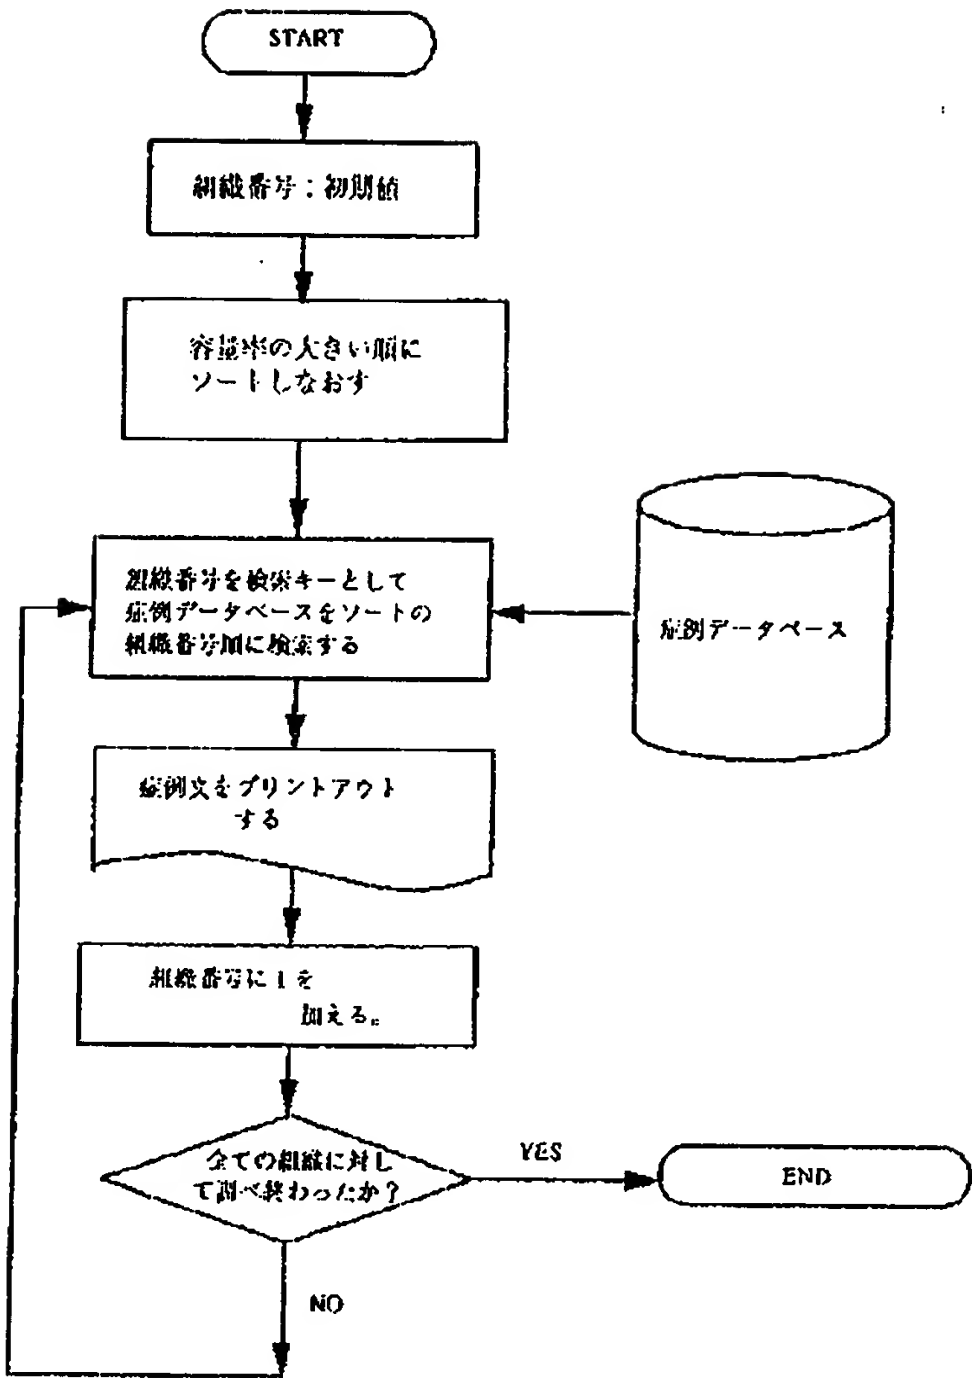 START
組織番号：初期値
容量率の大きい順に
ソートしなおす
組織番号を検索キーとして
症例データベースをソートの
組織番号順に検索する
症例データベース
症例文をプリントアウト
する
組織番号に1を
加える。
全ての組織に対し
て調べ終わったか？
YES
END
NO